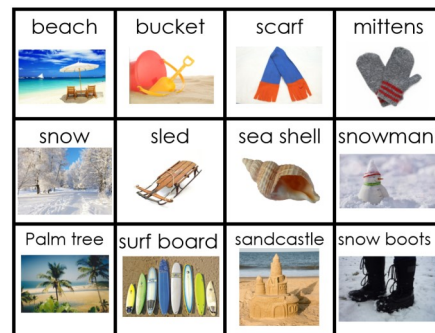 beach
bucket
scarf
mittens
snow
sled
sea shell
snowman
Palm tree
surf board
sandcastle
snow boots